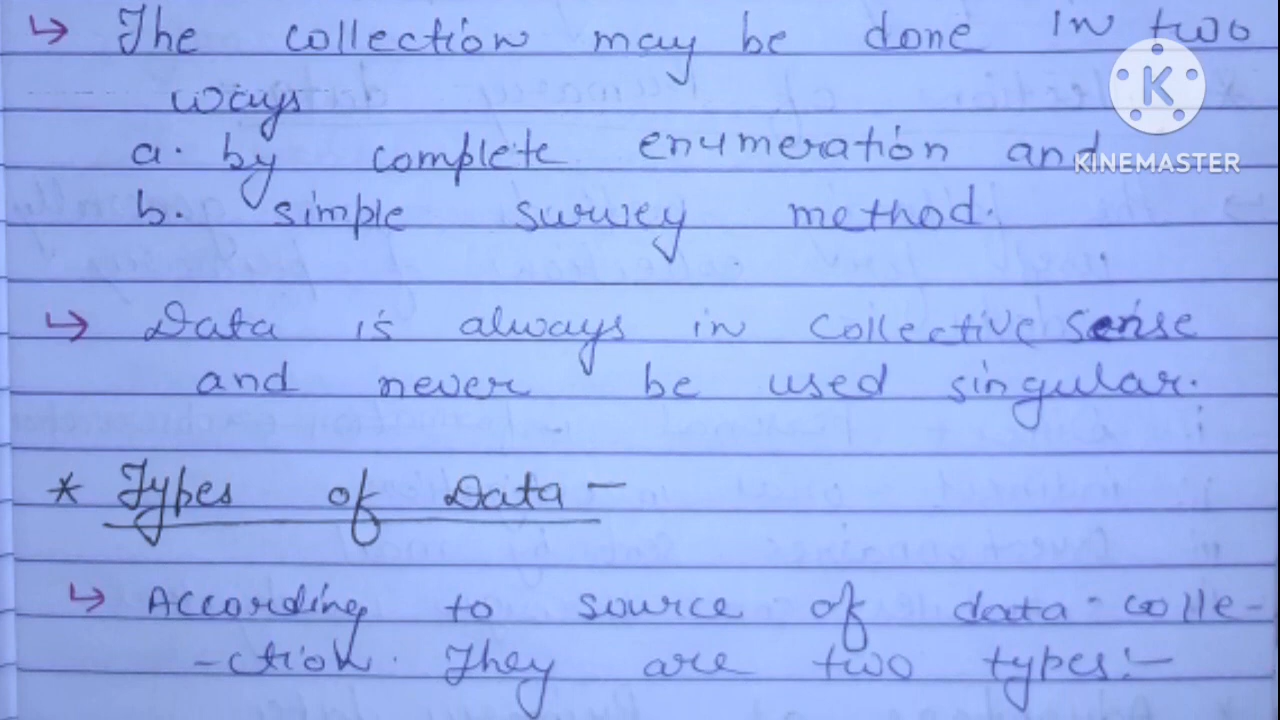 ↳ The collection may be done in two
ways
a. by complete enumeration and
b. simple survey method.
↳ Data is always in collective sense
and never be used singular.
* Types of Data -
↳ According to source of data-colle-
-ction. They are two types:-
K
KINEMASTER